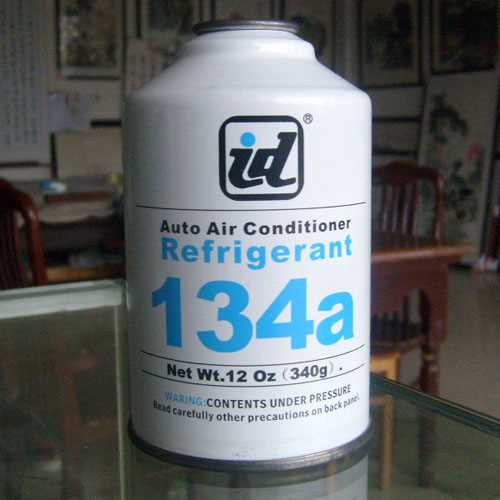 id®
Auto Air Conditioner
Refrigerant
134a
Net Wt.12 Oz (340g) .
WARING:CONTENTS UNDER PRESSURE
Read carefully other precautions on back panel.